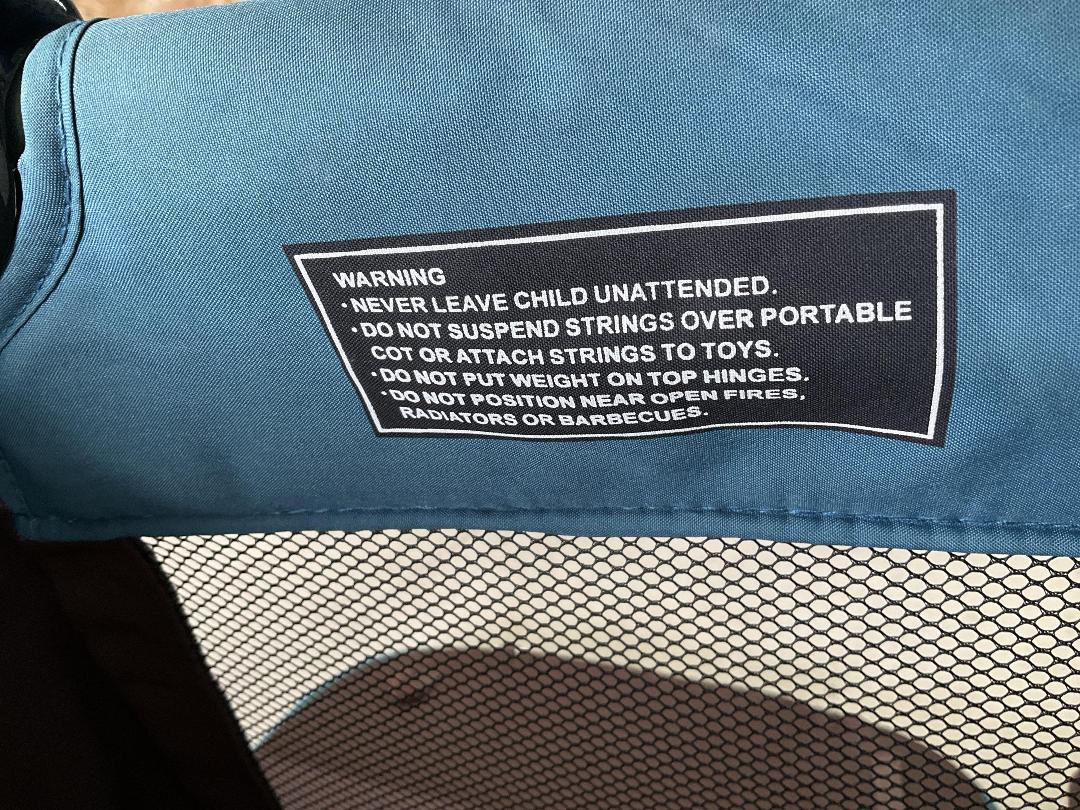 WARNING
·NEVER LEAVE CHILD UNATTENDED.
·DO NOT SUSPEND STRINGS OVER PORTABLE
COT OR ATTACH STRINGS TO TOYS.
·DO NOT PUT WEIGHT ON TOP HINGES.
·DO NOT POSITION NEAR OPEN FIRES,
RADIATORS OR BARBECUES.